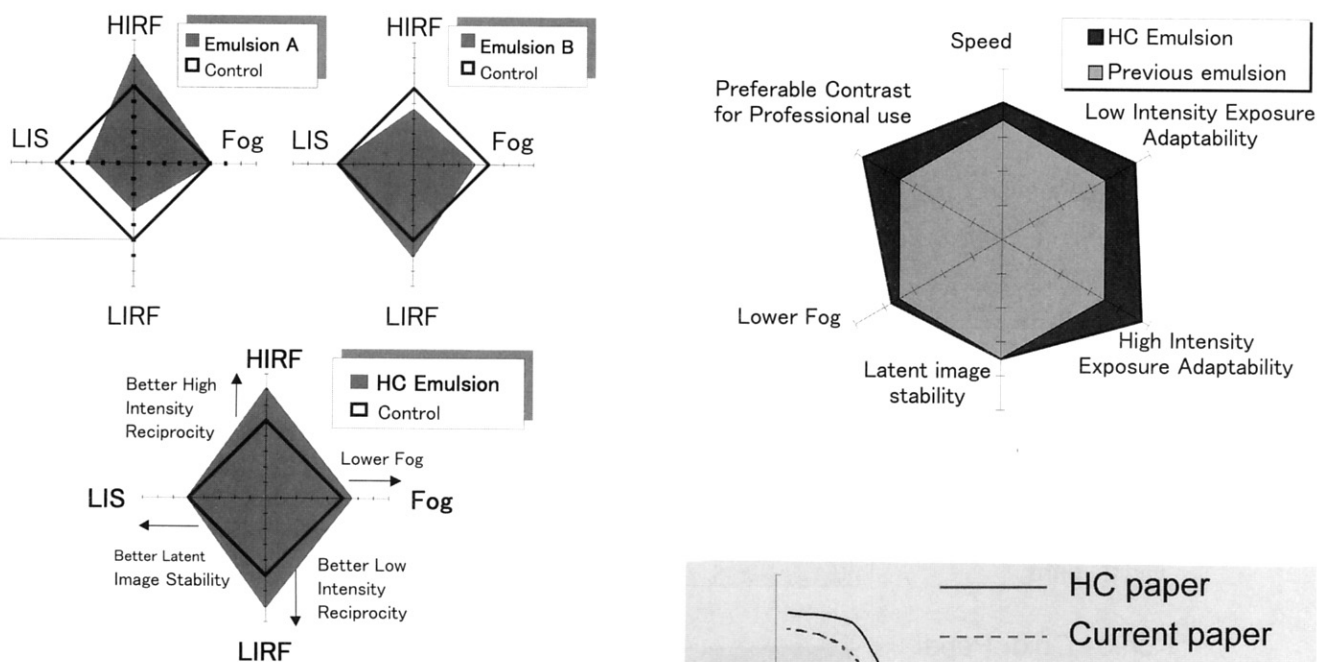 HIRF
Emulsion A
Control
LIS
Fog
LIRF
HIRF
Emulsion B
Control
LIS
Fog
LIRF
HIRF
HC Emulsion
Control
Better High
Intensity
Reciprocity
Lower Fog
LIS
Fog
Better Latent
Image Stability
Better Low
Intensity
Reciprocity
LIRF
Speed
HC Emulsion
Previous emulsion
Preferable Contrast
for Professional use
Low Intensity Exposure
Adaptability
Lower Fog
Latent image
stability
High Intensity
Exposure Adaptability
HC paper
Current paper